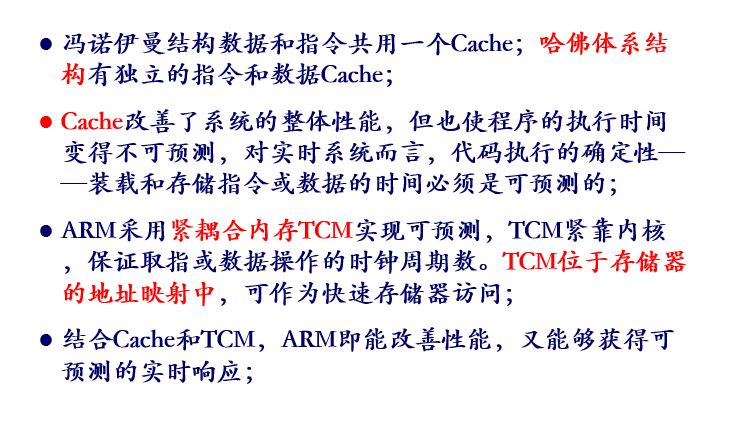 冯诺伊曼结构数据和指令共用一个Cache；哈佛体系结
构有独立的指令和数据Cache；
Cache改善了系统的整体性能，但也使程序的执行时间
变得不可预测，对实时系统而言，代码执行的确定性—
—装载和存储指令或数据的时间必须是可预测的；
ARM采用紧耦合内存TCM实现可预测，TCM紧靠内核
，保证取指或数据操作的时钟周期数。TCM位于存储器
的地址映射中，可作为快速存储器访问；
结合Cache和TCM，ARM即能改善性能，又能够获得可
预测的实时响应；